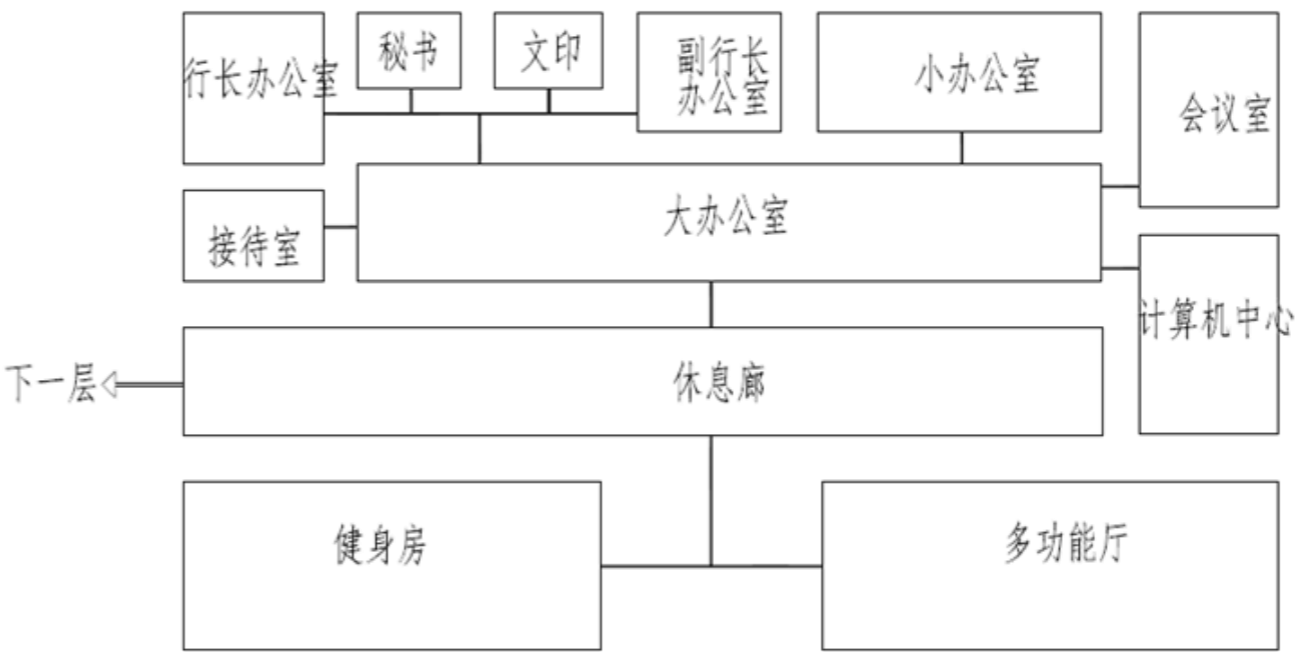 行长办公室
秘书
文印
副行长
办公室
小办公室
会议室
接待室
大办公室
计算机中心
下一层
休息廊
健身房
多功能厅